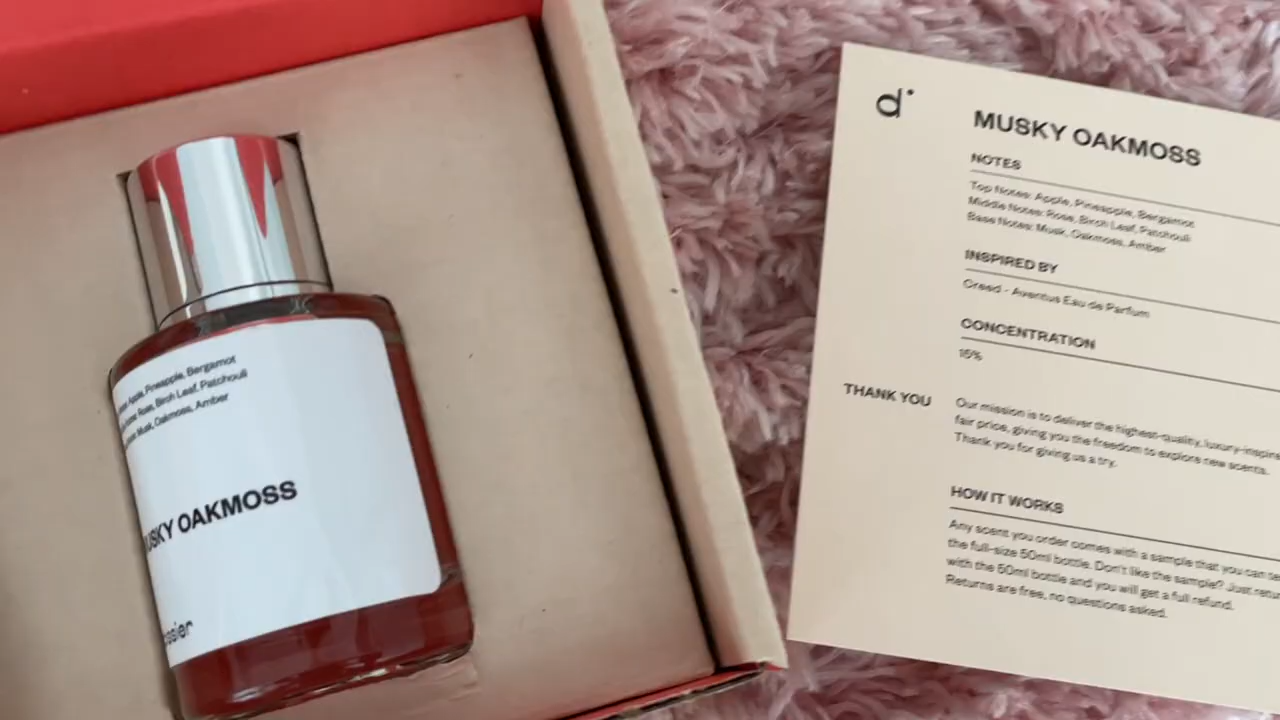 Apple, Pineapple, Bergamot
Rose, Birch Leaf, Patchouli
Musk, Oakmoss, Amber
USKY OAKMOSS
ssier
d
MUSKY OAKMOSS
NOTES
Top Notes: Apple, Pineapple, Bergamot
Middle Notes: Rose, Birch Leaf, Patchouli
Base Notes: Musk, Oakmoss, Amber
INSPIRED BY
Creed - Aventus Eau de Parfum
CONCENTRATION
15%
THANK YOU
Our mission is to deliver the highest-quality, luxury-inspire
fair price, giving you the freedom to explore new scents.
Thank you for giving us a try.
HOW IT WORKS
Any scent you order comes with a sample that you can te
the full-size 50ml bottle. Don't like the sample? Just retu
with the 50ml bottle and you will get a full refund.
Returns are free, no questions asked.